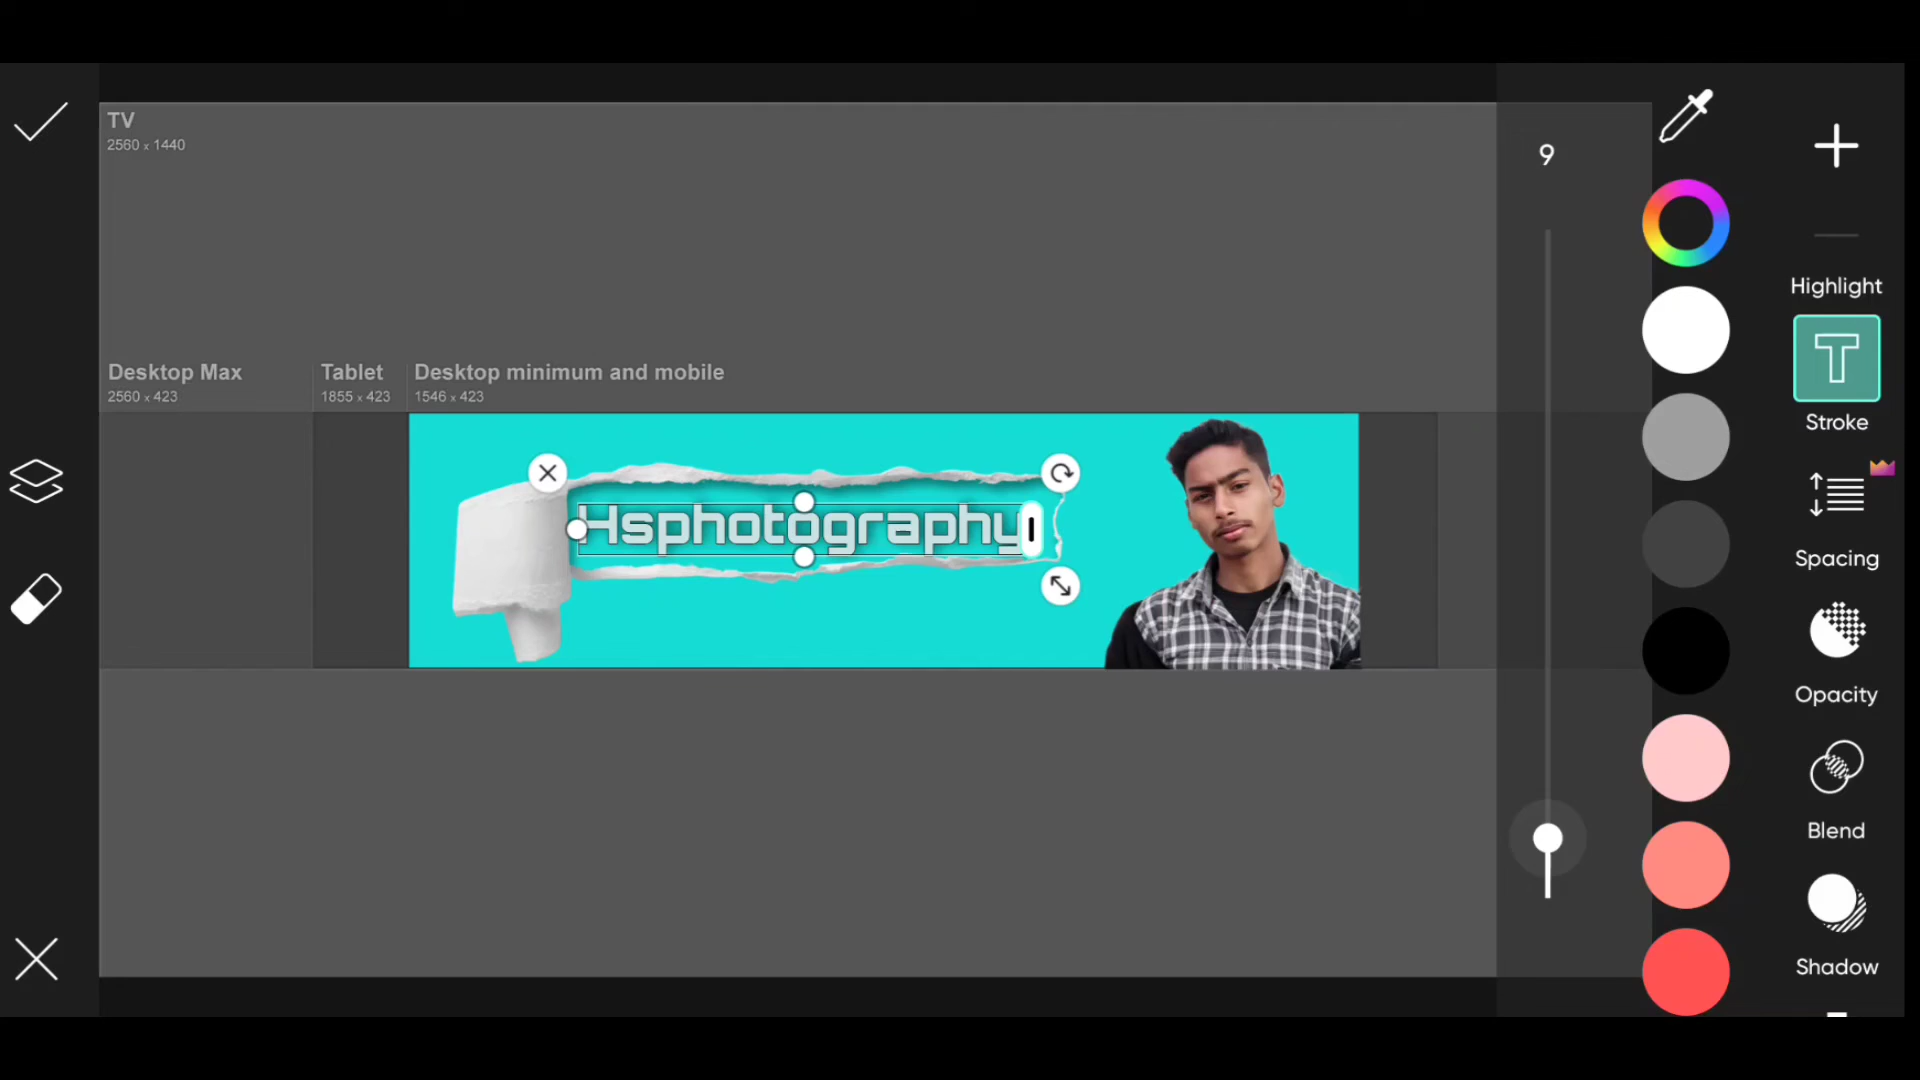 TV
2560 x 1440
9
Highlight
Desktop Max
2560 x 423
Tablet
1855 x 423
Desktop minimum and mobile
1546 x 423
Stroke
Hsphotography
Spacing
Opacity
Blend
Shadow